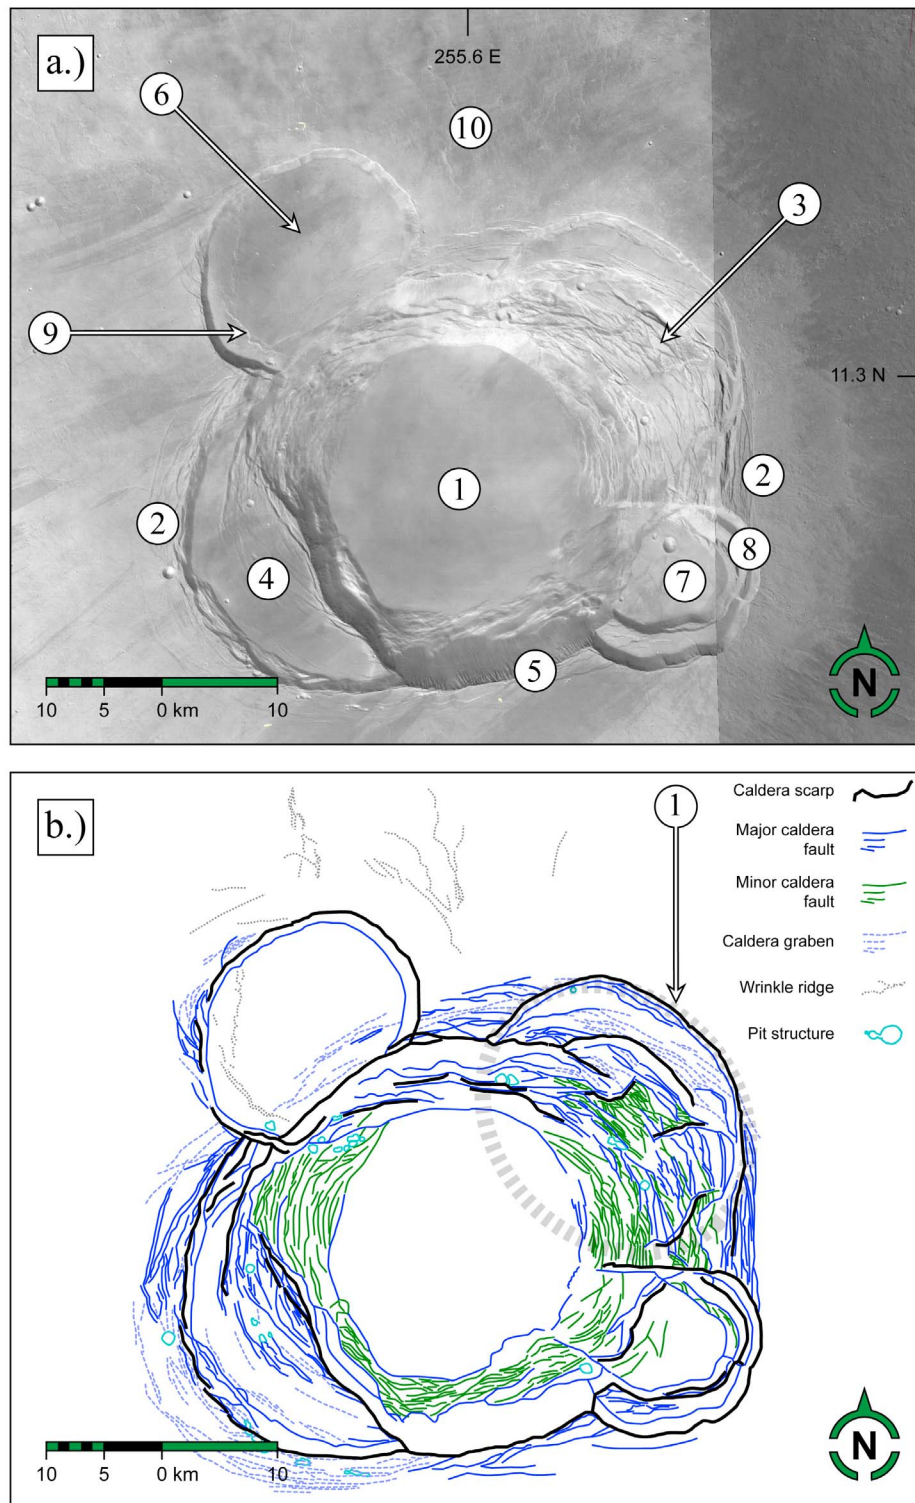 a.)
255.6 E
6
10
3
9
11.3 N
1
2
2
8
4
7
5
10 5 0 km 10
N
b.)
1
Caldera scarp
Major caldera
fault
Minor caldera
fault
Caldera graben
Wrinkle ridge
Pit structure
10 5 0 km 10
N